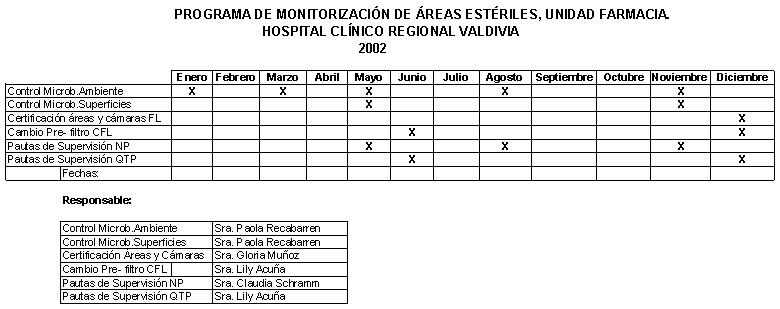 PROGRAMA DE MONITORIZACIÓN DE ÁREAS ESTÉRILES, UNIDAD FARMACIA.
HOSPITAL CLÍNICO REGIONAL VALDIVIA
2002
Enero Febrero Marzo Abril Mayo Junio Julio Agosto Septiembre Octubre Noviembre Diciembre
Control Microb.Ambiente X X X X X
Control Microb.Superficies X X
Certificación áreas y cámaras FL X
Cambio Pre- filtro CFL X X
Pautas de Supervisión NP X X X
Pautas de Supervisión QTP X X
Fechas:
Responsable:
Control Microb.Ambiente Sra. Paola Recabarren
Control Microb.Superficies Sra. Paola Recabarren
Certificación Áreas y Cámaras Sra. Gloria Muñoz
Cambio Pre- filtro CFL Sra. Lily Acuña
Pautas de Supervisión NP Sra. Claudia Schramm
Pautas de Supervisión QTP Sra. Lily Acuña